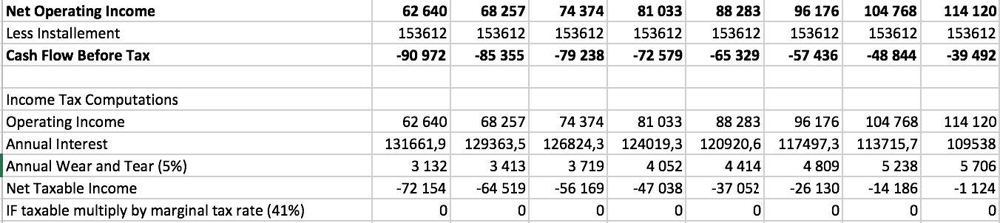 Net Operating Income 62 640 68 257 74 374 81 033 88 283 96 176 104 768 114 120
Less Installement 153612 153612 153612 153612 153612 153612 153612 153612
Cash Flow Before Tax -90 972 -85 355 -79 238 -72 579 -65 329 -57 436 -48 844 -39 492
Income Tax Computations
Operating Income 62 640 68 257 74 374 81 033 88 283 96 176 104 768 114 120
Annual Interest 131661,9 129363,5 126824,3 124019,3 120920,6 117497,3 113715,7 109538
Annual Wear and Tear (5%) 3 132 3 413 3 719 4 052 4 414 4 809 5 238 5 706
Net Taxable Income -72 154 -64 519 -56 169 -47 038 -37 052 -26 130 -14 186 -1 124
IF taxable multiply by marginal tax rate (41%) 0 0 0 0 0 0 0 0